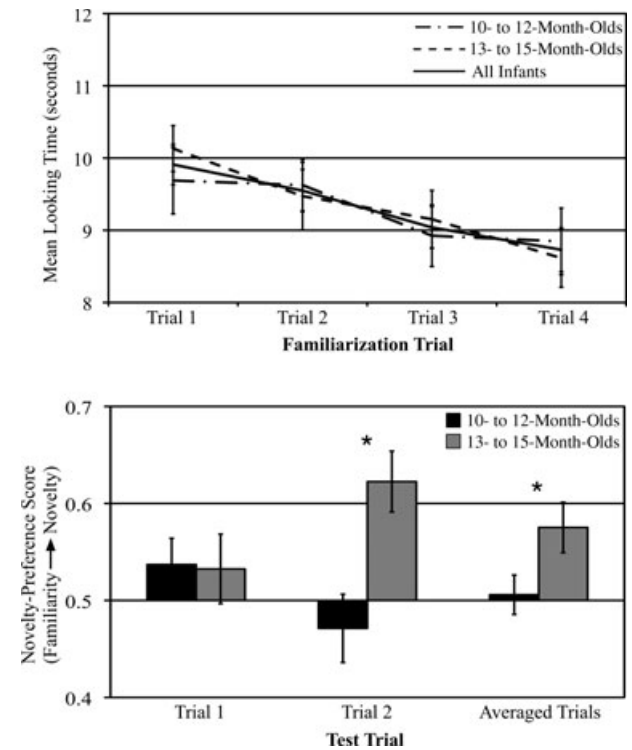 12
11
10
9
8
Mean Looking Time (seconds)
10- to 12-Month-Olds
13- to 15-Month-Olds
All Infants
Trial 1 Trial 2 Trial 3 Trial 4
Familiarization Trial
0.7
0.6
0.5
0.4
Novelty-Preference Score
(Familiarity → Novelty)
10- to 12-Month-Olds
13- to 15-Month-Olds
*
*
Trial 1 Trial 2 Averaged Trials
Test Trial